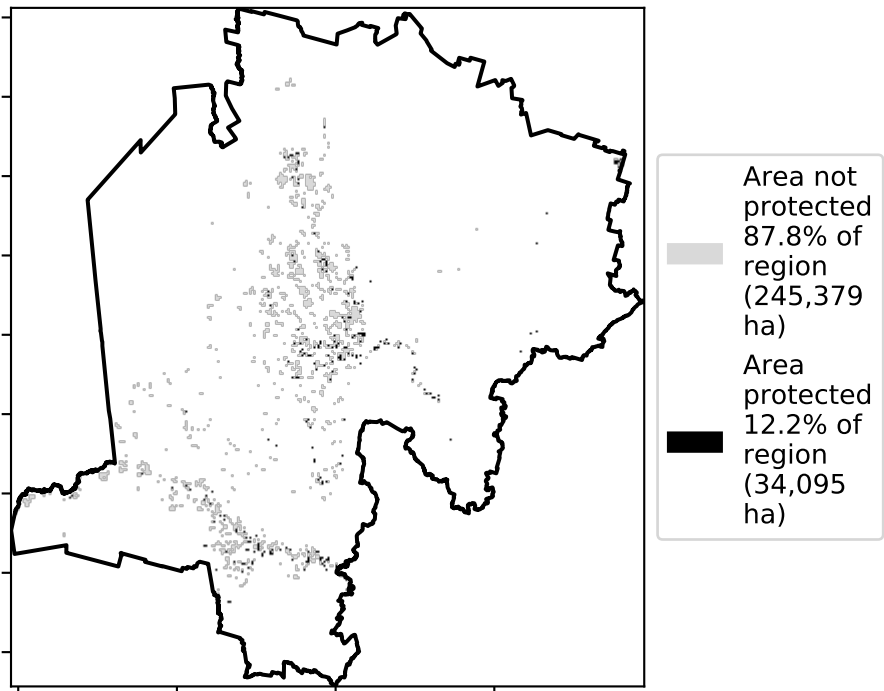 Area not
protected
87.8% of
region
(245,379
ha)
Area
protected
12.2% of
region
(34,095
ha)